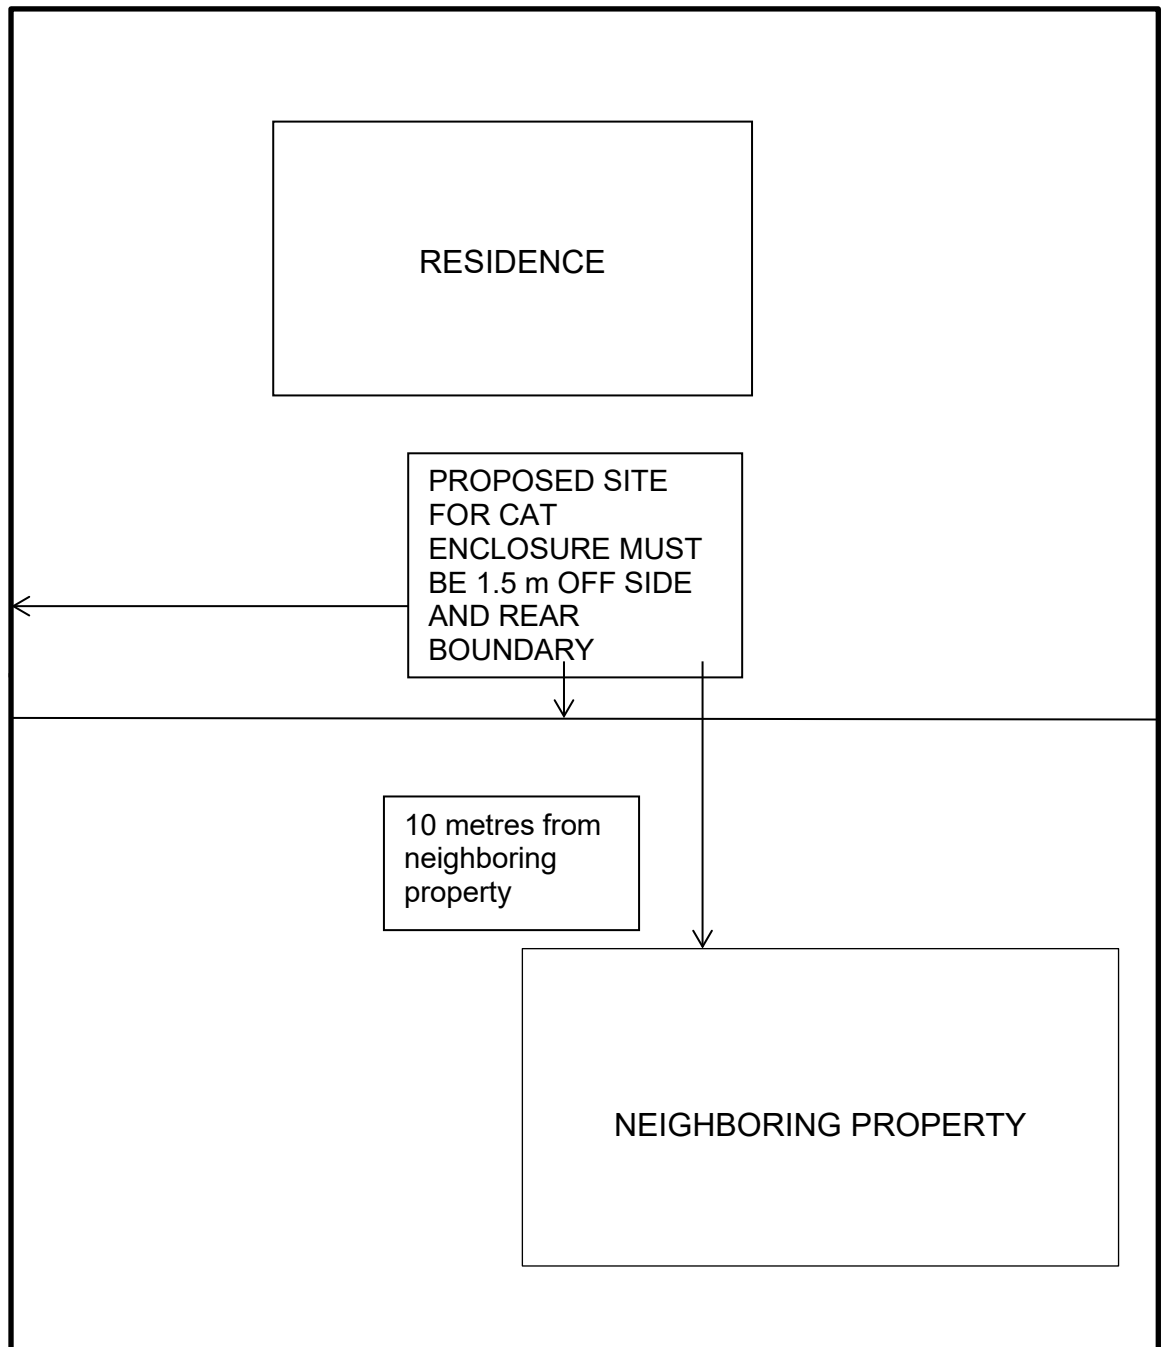 RESIDENCE
PROPOSED SITE
FOR CAT
ENCLOSURE MUST
BE 1.5 m OFF SIDE
AND REAR
BOUNDARY
10 metres from
neighboring
property
NEIGHBORING PROPERTY